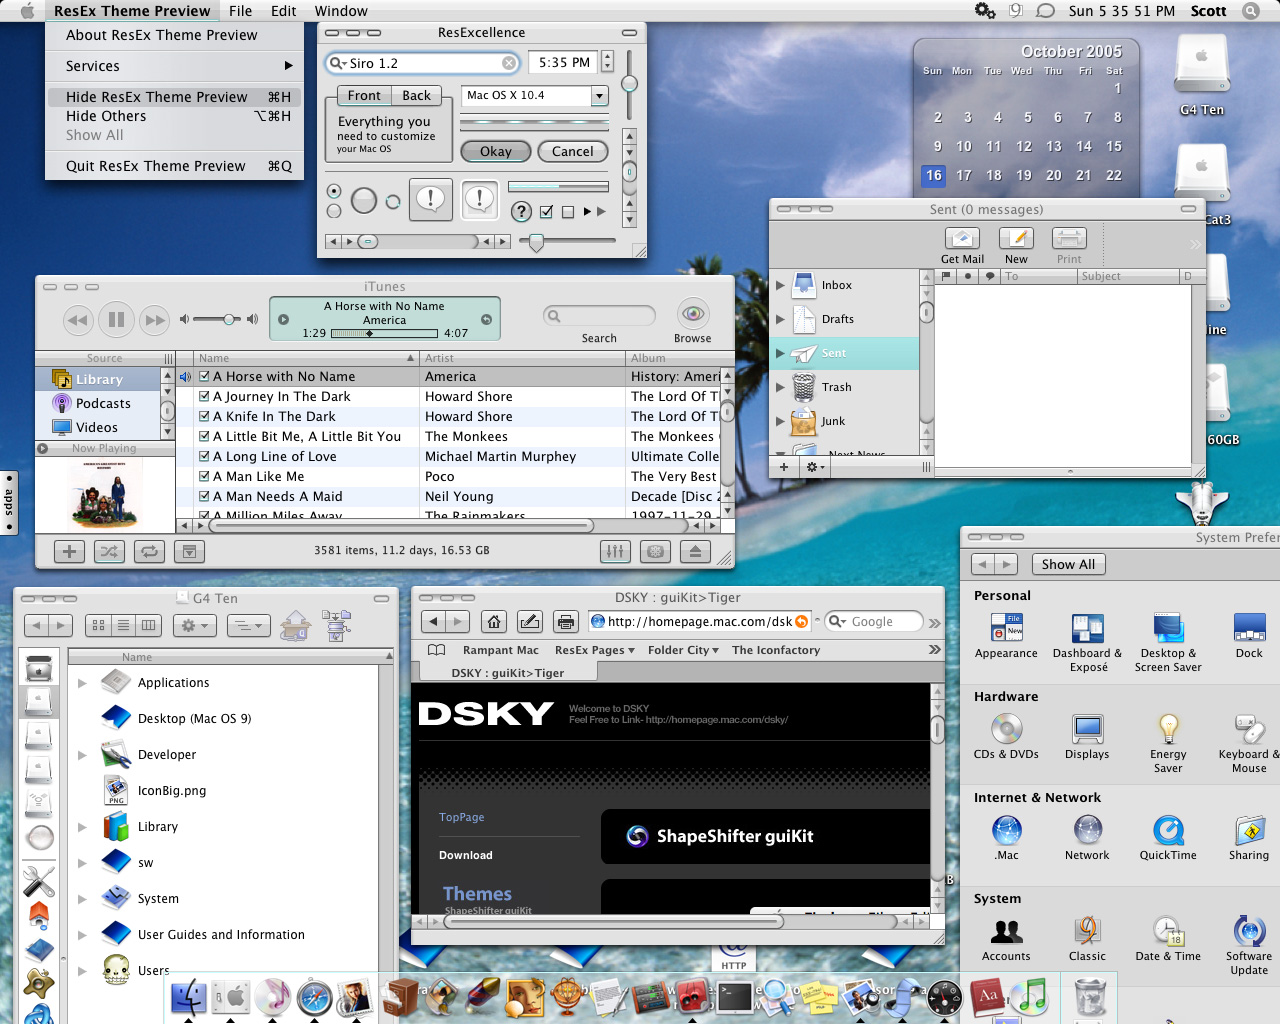 ResEx Theme Preview File Edit Window
Sun 5 35 51 PM Scott
About ResEx Theme Preview
Services
Hide ResEx Theme Preview ⌘H
Hide Others ⌥⌘H
Show All
Quit ResEx Theme Preview ⌘Q
ResExcellence
Siro 1.2
5:35 PM
Front Back
Mac OS X 10.4
Everything you
need to customize
your Mac OS
Okay Cancel
October 2005
Sun Mon Tue Wed Thu Fri Sat
1
2 3 4 5 6 7 8
9 10 11 12 13 14 15
16 17 18 19 20 21 22
G4 Ten
Cat3
line
60GB
Sent (0 messages)
Get Mail New Print
To Subject D
Inbox
Drafts
Sent
Trash
Junk
Next News
iTunes
A Horse with No Name
America
1:29 4:07
Search
Browse
Source Name Artist Album
Library
Podcasts
Videos
Now Playing
A Horse with No Name America History: Ameri
A Journey In The Dark Howard Shore The Lord Of T
A Knife In The Dark Howard Shore The Lord Of T
A Little Bit Me, A Little Bit You The Monkees The Monkees
A Long Line of Love Michael Martin Murphey Ultimate Colle
A Man Like Me Poco The Very Best
A Man Needs A Maid Neil Young Decade [Disc 2
A Million Miles Away The Rainmakers 1997-11-29
3581 items, 11.2 days, 16.53 GB
apps
G4 Ten
Name
Applications
Desktop (Mac OS 9)
Developer
IconBig.png
PNG
Library
sw
System
User Guides and Information
Users
DSKY : guiKit>Tiger
http://homepage.mac.com/dsk
Google
Rampant Mac ResEx Pages Folder City The Iconfactory
DSKY : guiKit>Tiger
DSKY
Welcome to DSKY
Feel Free to Link- http://homepage.mac.com/dsky/
TopPage
Download
Themes
ShapeShifter guiKit
ShapeShifter guiKit
HTTP
System Prefer
Show All
Personal
File
New
Appearance
Dashboard &
Exposé
Desktop &
Screen Saver
Dock
Hardware
CDs & DVDs
Displays
Energy
Saver
Keyboard &
Mouse
Internet & Network
.Mac
Network
QuickTime
Sharing
System
Accounts
Classic
18
Date & Time
Software
Update
Aa